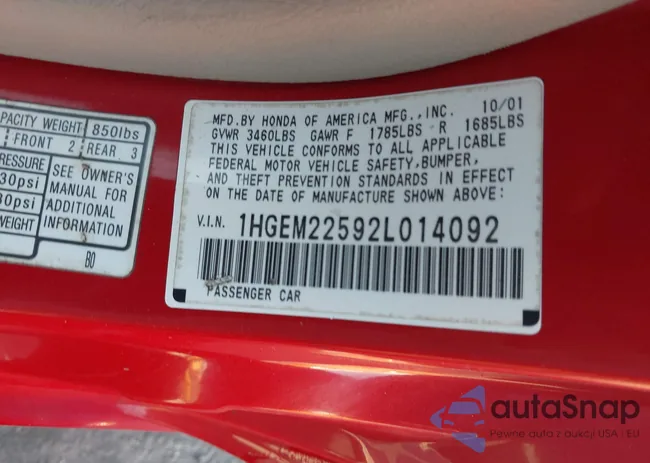 PACITY WEIGHT 850lbs
FRONT 2 REAR 3
PRESSURE
30psi
30psi
WEIGHT
SEE OWNER'S
MANUAL FOR
ADDITIONAL
INFORMATION
B0
MFD.BY HONDA OF AMERICA MFG.,INC. 10/01
GVWR 3460LBS GAWR F 1785LBS R 1685LBS
THIS VEHICLE CONFORMS TO ALL APPLICABLE
FEDERAL MOTOR VEHICLE SAFETY,BUMPER,
AND THEFT PREVENTION STANDARDS IN EFFECT
ON THE DATE OF MANUFACTURE SHOWN ABOVE:
V.I.N. 1HGEM22592L014092
PASSENGER CAR
autaSnap
Pewne auta z aukcji USA | EU